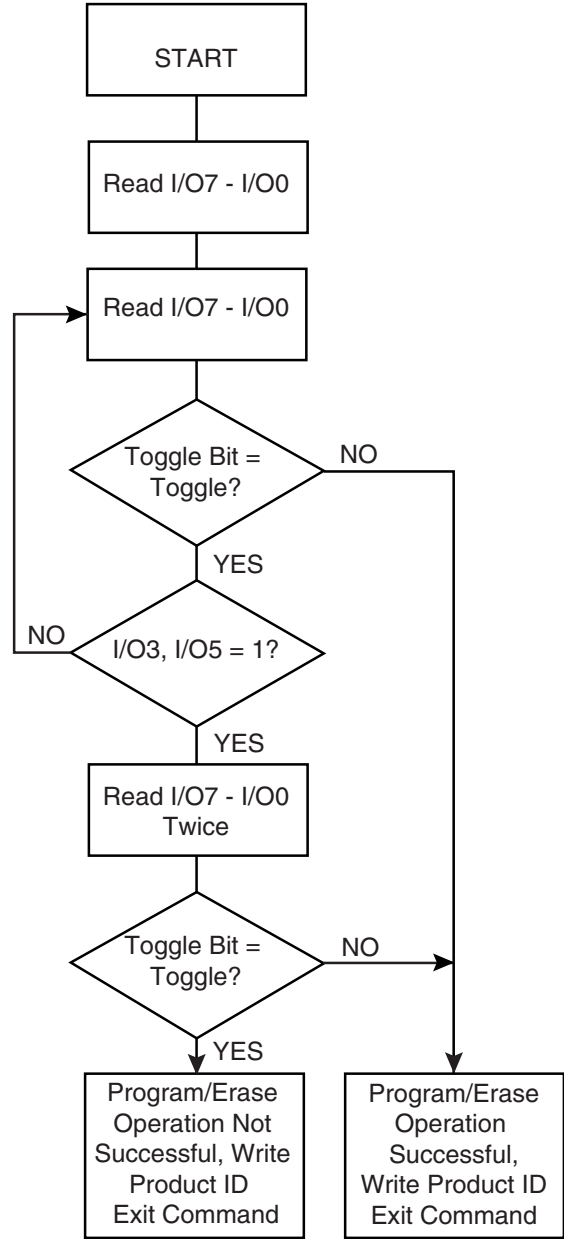 START
Read I/O7 - I/O0
Read I/O7 - I/O0
Toggle Bit =
Toggle?
NO
YES
NO
I/O3, I/O5 = 1?
YES
Read I/O7 - I/O0
Twice
Toggle Bit =
Toggle?
NO
YES
Program/Erase
Operation Not
Successful, Write
Product ID
Exit Command
Program/Erase
Operation
Successful,
Write Product ID
Exit Command